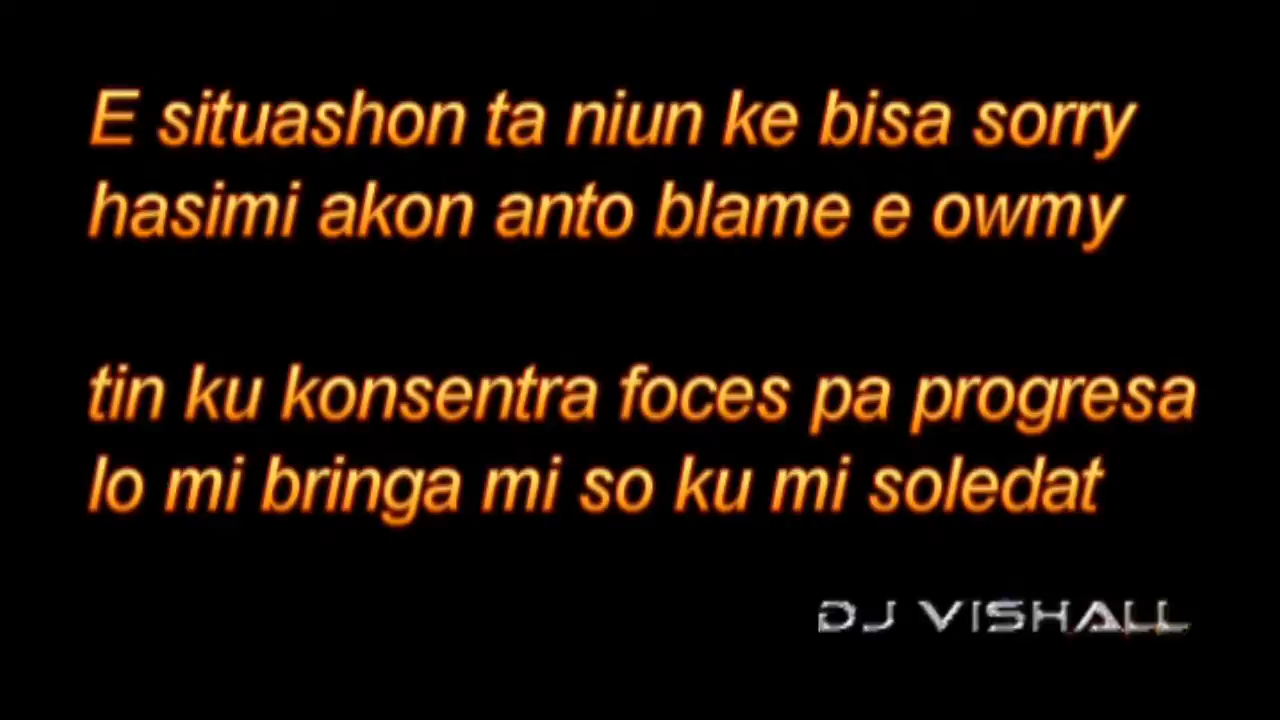 E situashon ta niun ke bisa sorry
hasimi akon anto blame e owmy
tin ku konsentra foces pa progresa
lo mi bringa mi so ku mi soledat
DJ VISHALL